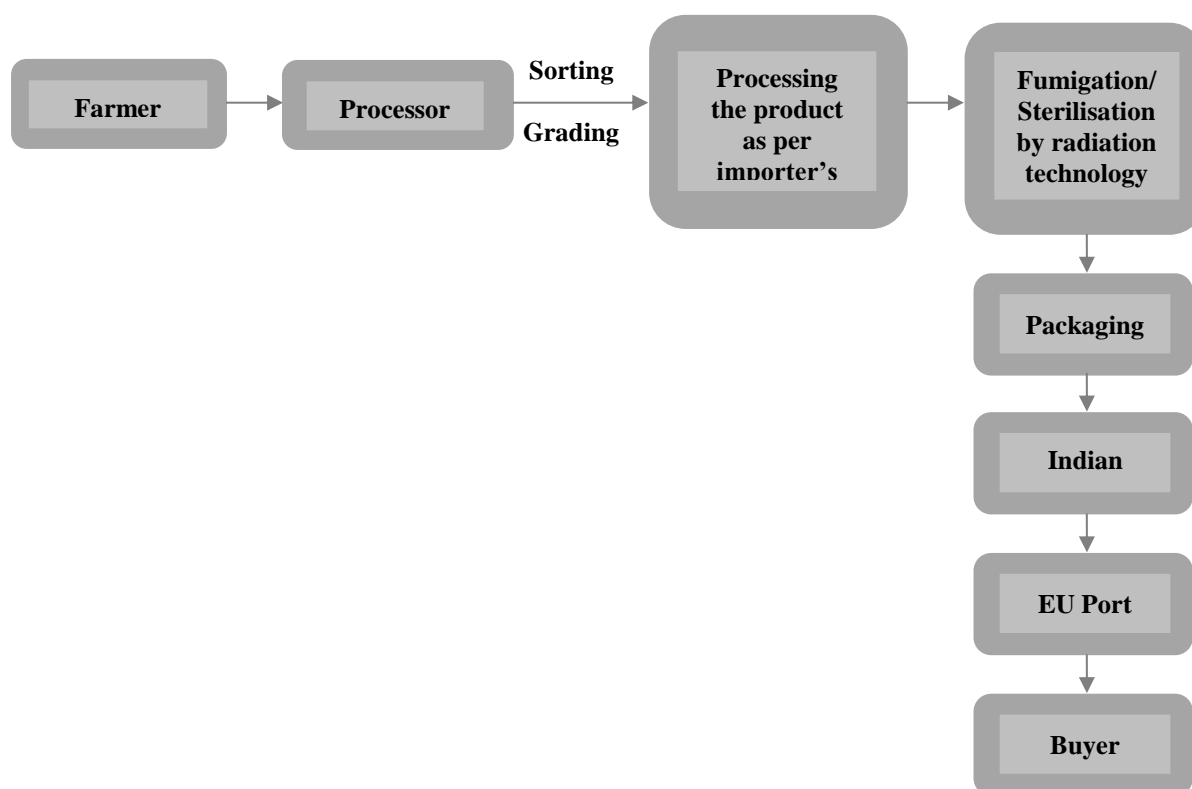 Farmer
Processor
Sorting
Grading
Processing
the product
as per
importer's
Fumigation/
Sterilisation
by radiation
technology
Packaging
Indian
EU Port
Buyer